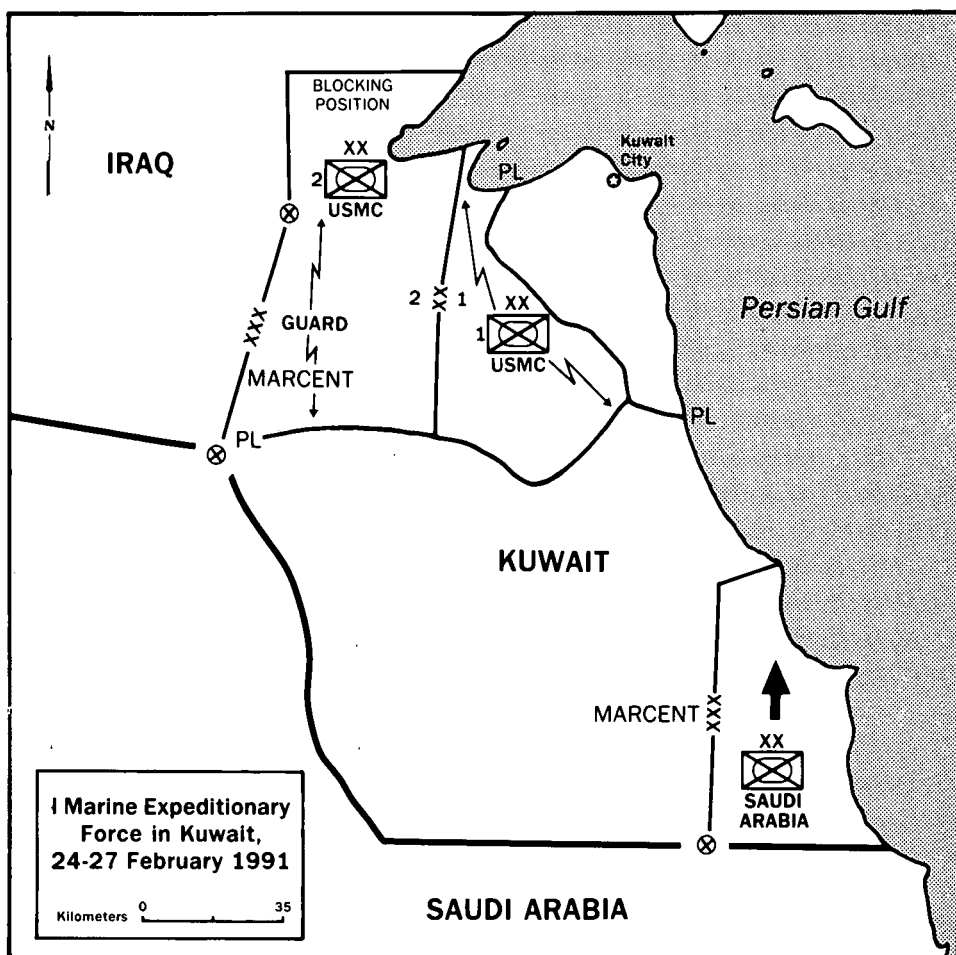 N
IRAQ
BLOCKING
POSITION
XX
2
USMC
PL
Kuwait
City
Persian Gulf
XXX
GUARD
MARCENT
2 XX 1
XX
1
USMC
PL
PL
KUWAIT
MARCENT
XXX
XX
SAUDI
ARABIA
I Marine Expeditionary
Force in Kuwait,
24-27 February 1991
Kilometers 0 35
SAUDI ARABIA